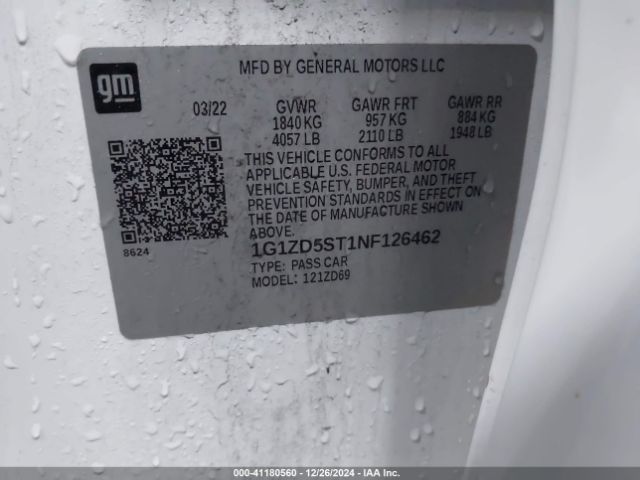 gm
MFD BY GENERAL MOTORS LLC
03/22 GVWR GAWR FRT GAWR RR
1840 KG 957 KG 884 KG
4057 LB 2110 LB 1948 LB
THIS VEHICLE CONFORMS TO ALL
APPLICABLE U.S. FEDERAL MOTOR
VEHICLE SAFETY, BUMPER, AND THEFT
PREVENTION STANDARDS IN EFFECT ON
THE DATE OF MANUFACTURE SHOWN ABOVE.
8624
1G1ZD5ST1NF126462
TYPE: PASS CAR
MODEL: 121ZD69
000-41180560 - 12/26/2024 - IAA Inc.